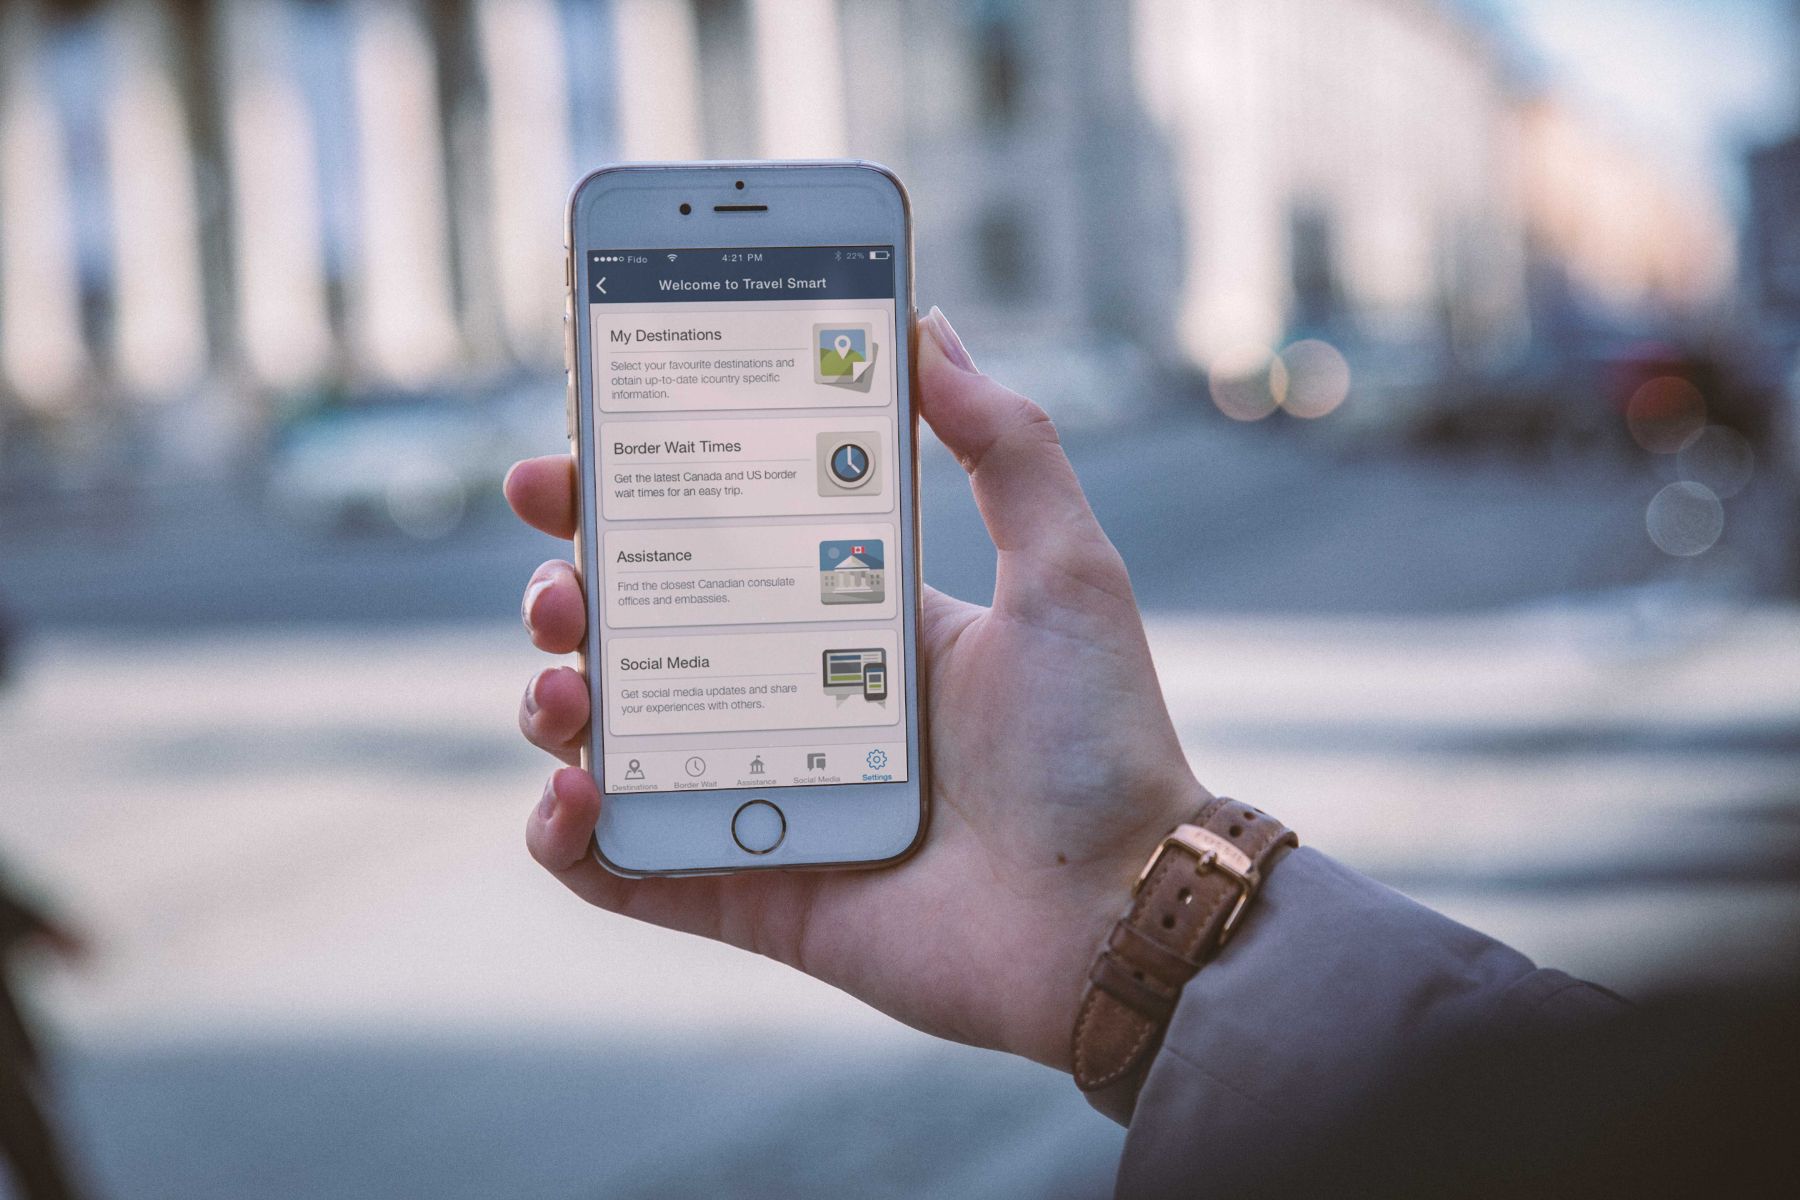 Fido 4:21 PM 22%
Welcome to Travel Smart
My Destinations
Select your favourite destinations and
obtain up-to-date icountry specific
information.
Border Wait Times
Get the latest Canada and US border
wait times for an easy trip.
Assistance
Find the closest Canadian consulate
offices and embassies.
Social Media
Get social media updates and share
your experiences with others.
Destinations Border Wait Assistance Social Media Settings